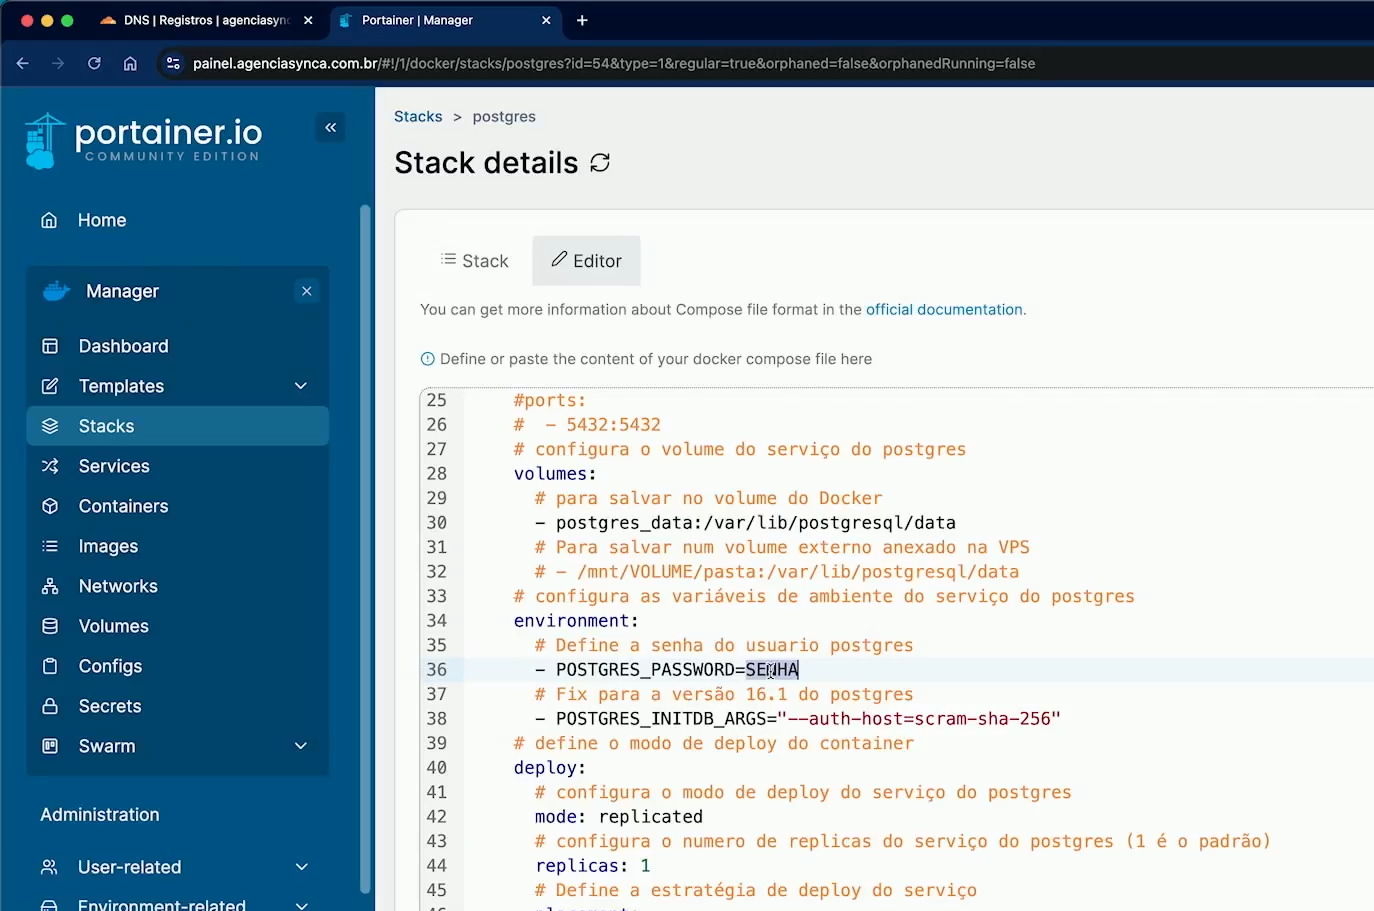 DNS | Registros | agenciasync
Portainer | Manager
painel.agenciasynca.com.br/#!/1/docker/stacks/postgres?id=54&type=1&regular=true&orphaned=false&orphanedRunning=false
portainer.io
COMMUNITY EDITION
Home
Manager
Dashboard
Templates
Stacks
Services
Containers
Images
Networks
Volumes
Configs
Secrets
Swarm
Administration
User-related
Environment-related
Stacks > postgres
Stack details
Stack
Editor
You can get more information about Compose file format in the official documentation.
Define or paste the content of your docker compose file here
25 #ports:
26 #  - 5432:5432
27 # configura o volume do serviço do postgres
28 volumes:
29 # para salvar no volume do Docker
30 - postgres_data:/var/lib/postgresql/data
31 # Para salvar num volume externo anexado na VPS
32 # - /mnt/VOLUME/pasta:/var/lib/postgresql/data
33 # configura as variáveis de ambiente do serviço do postgres
34 environment:
35 # Define a senha do usuario postgres
36 - POSTGRES_PASSWORD=SENHA
37 # Fix para a versão 16.1 do postgres
38 - POSTGRES_INITDB_ARGS="--auth-host=scram-sha-256"
39 # define o modo de deploy do container
40 deploy:
41 # configura o modo de deploy do serviço do postgres
42 mode: replicated
43 # configura o numero de replicas do serviço do postgres (1 é o padrão)
44 replicas: 1
45 # Define a estratégia de deploy do serviço